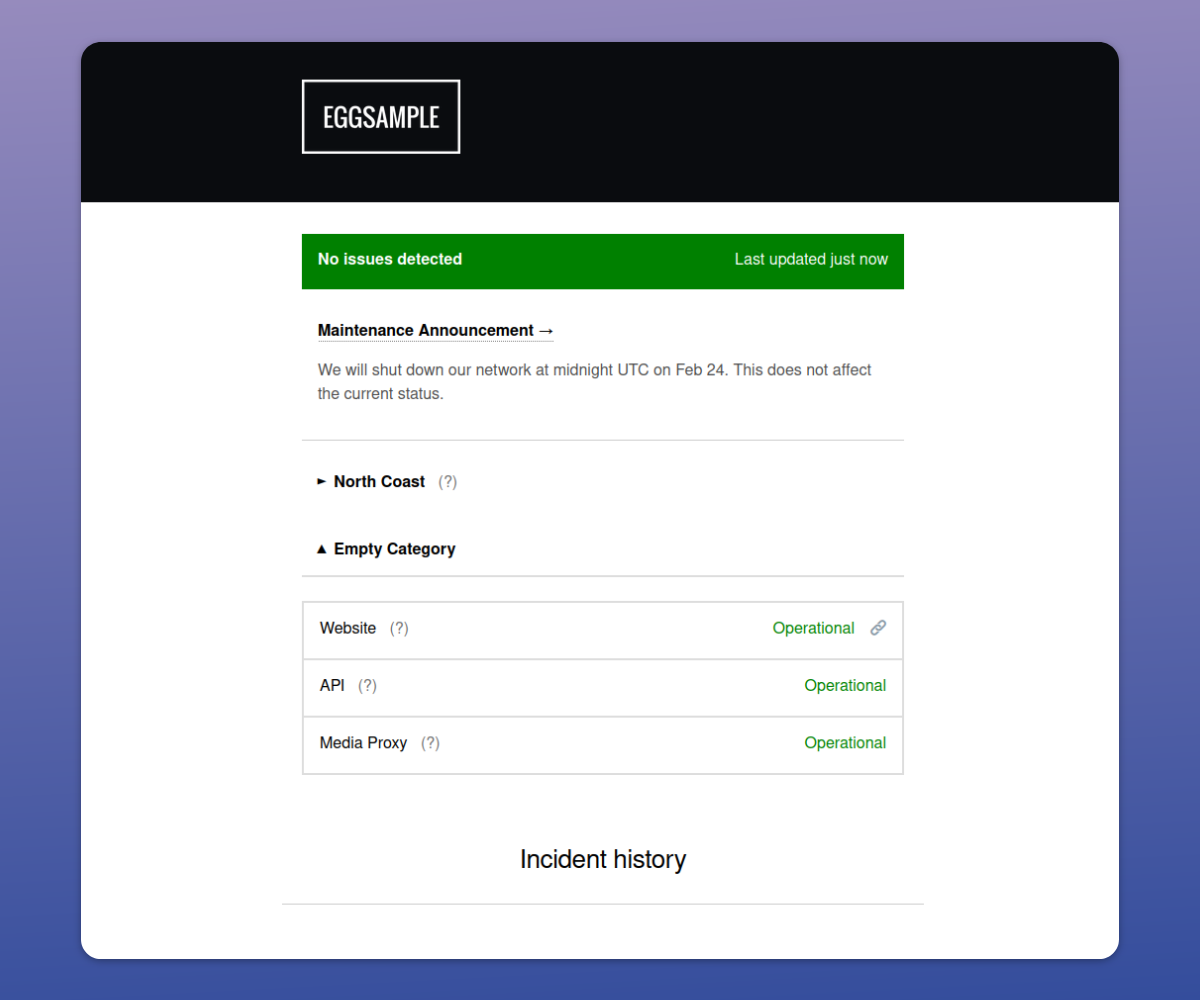 EGGSAMPLE
No issues detected Last updated just now
Maintenance Announcement →
We will shut down our network at midnight UTC on Feb 24. This does not affect
the current status.
► North Coast (?)
▲ Empty Category
Website (?) Operational
API (?) Operational
Media Proxy (?) Operational
Incident history